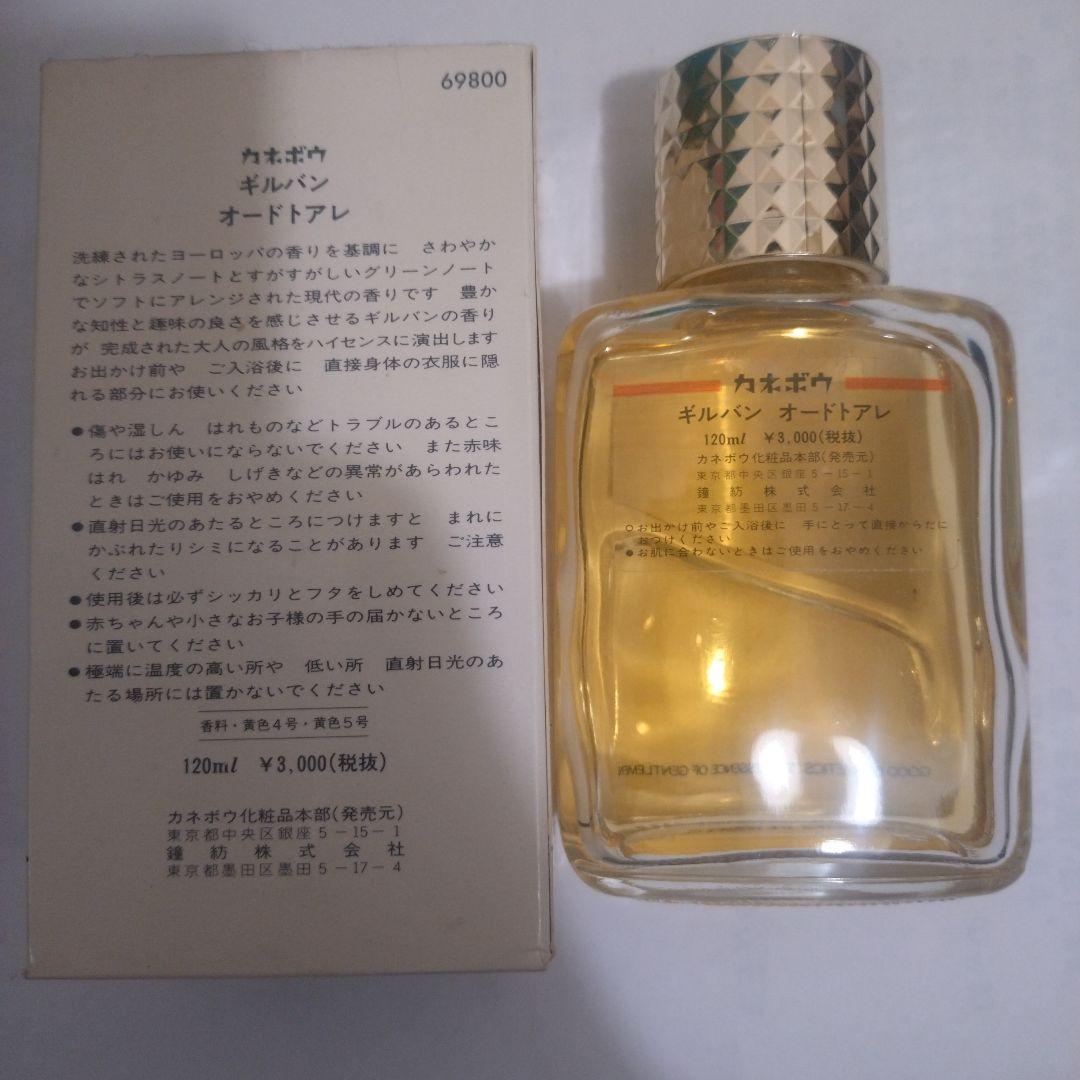 69800
カネボウ
ギルバン
オードトアレ
洗練されたヨーロッパの香りを基調に　さわやか
なシトラスノートとすがすがしいグリーンノート
でソフトにアレンジされた現代の香りです　豊か
な知性と趣味の良さを感じさせるギルバンの香り
が 完成された大人の風格をハイセンスに演出します
お出かけ前や　ご入浴後に　直接身体の衣服に隠
れる部分にお使いください
●傷や湿しん　はれものなどトラブルのあるとこ
ろにはお使いにならないでください　また赤味
はれ　かゆみ　しげきなどの異常があらわれた
ときはご使用をおやめください
●直射日光のあたるところにつけますと　まれに
かぶれたりシミになることがあります　ご注意
ください
●使用後は必ずシッカリとフタをしめてください
●赤ちゃんや小さなお子様の手の届かないところ
に置いてください
●極端に温度の高い所や　低い所　直射日光のあ
たる場所には置かないでください
香料・黄色4号・黄色5号
120ml ¥3,000(税抜)
カネボウ化粧品本部(発売元)
東京都中央区銀座5-15-1
鐘紡株式会社
東京都墨田区墨田5-17-4
カネボウ
ギルバン オードトアレ
120ml ¥3,000(税抜)
カネボウ化粧品本部(発売元)
東京都中央区銀座5-15-1
鐘紡株式会社
東京都墨田区墨田5-17-4
○お出かけ前やご入浴後に　手にとって直接からだに
おつけください
●お肌に合わないときはご使用をおやめください
GOOD OF GENTLEMEN